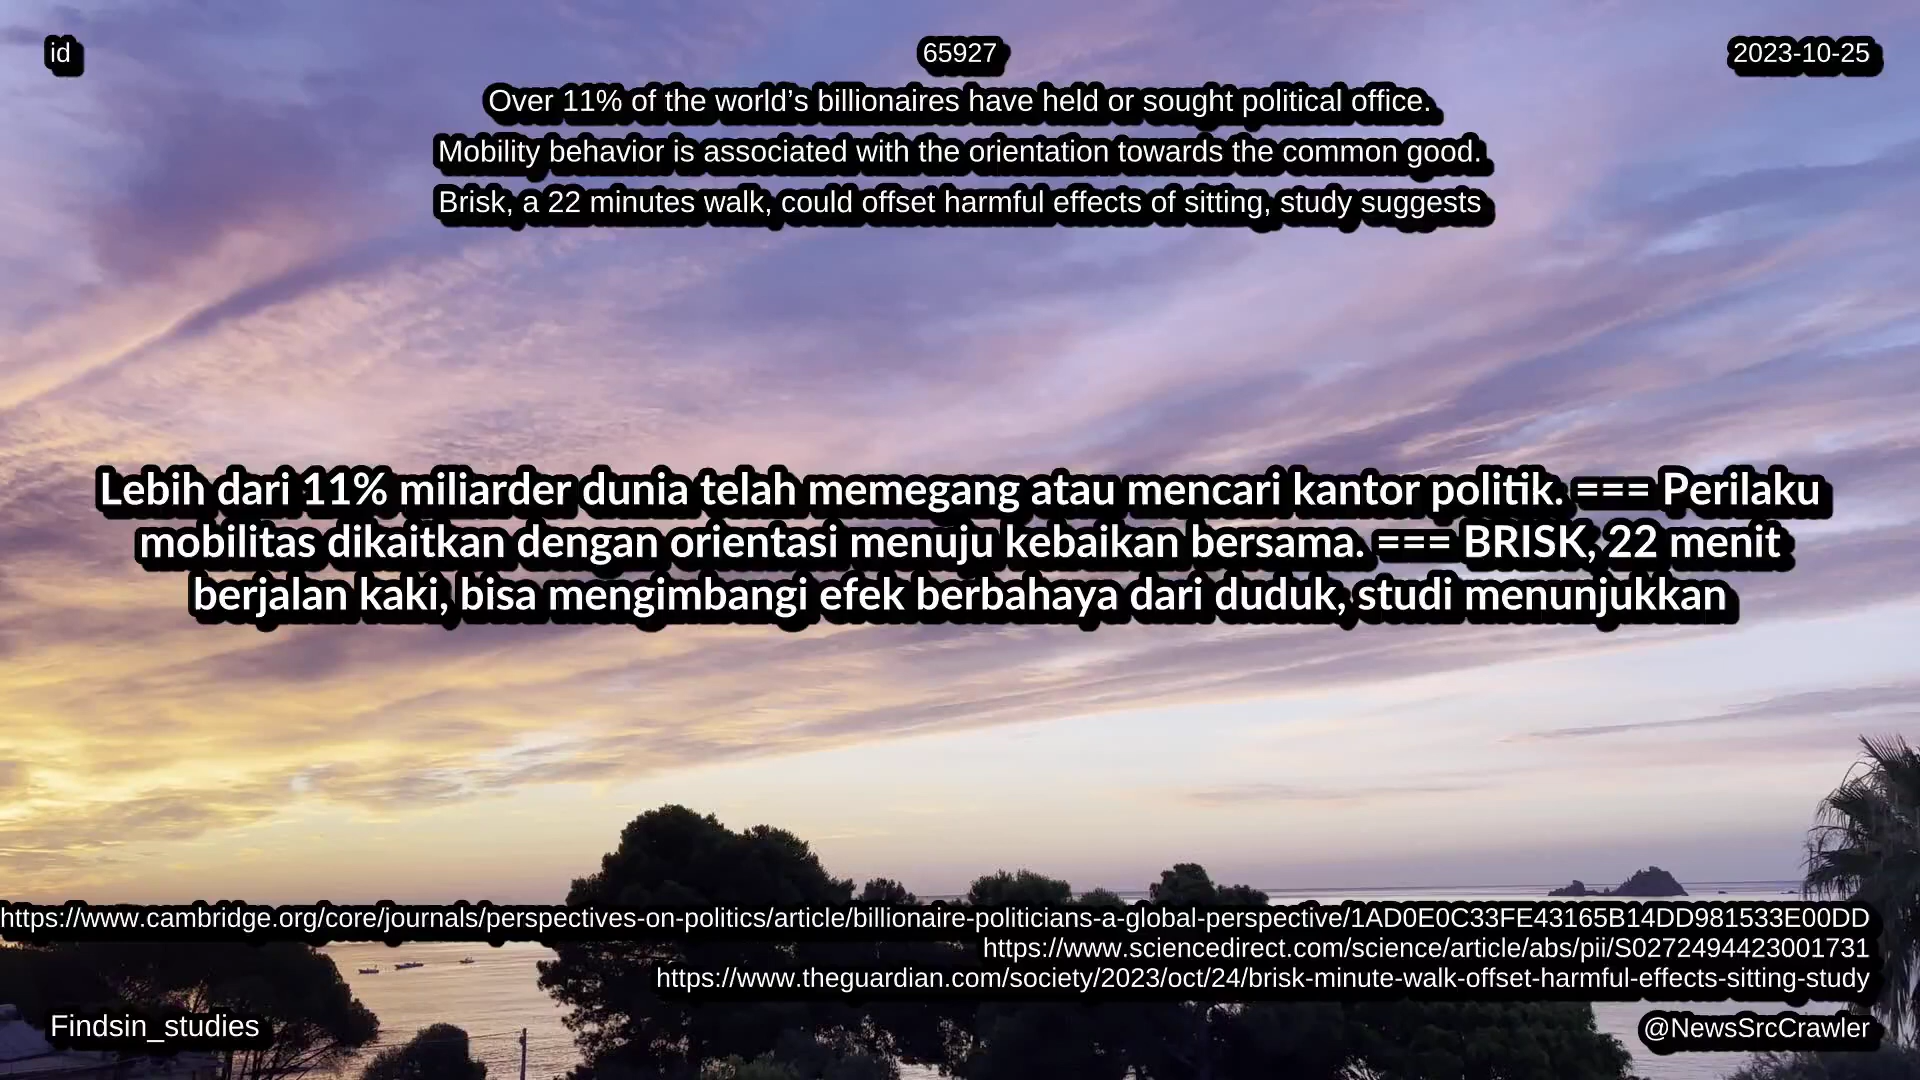 id
65927
2023-10-25
Over 11% of the world’s billionaires have held or sought political office.
Mobility behavior is associated with the orientation towards the common good.
Brisk, a 22 minutes walk, could offset harmful effects of sitting, study suggests
Lebih dari 11% miliarder dunia telah memegang atau mencari kantor politik. === Perilaku
mobilitas dikaitkan dengan orientasi menuju kebaikan bersama. === BRISK, 22 menit
berjalan kaki, bisa mengimbangi efek berbahaya dari duduk, studi menunjukkan
https://www.cambridge.org/core/journals/perspectives-on-politics/article/billionaire-politicians-a-global-perspective/1AD0E0C33FE43165B14DD981533E00DD
https://www.sciencedirect.com/science/article/abs/pii/S0272494423001731
https://www.theguardian.com/society/2023/oct/24/brisk-minute-walk-offset-harmful-effects-sitting-study
Findsin_studies
@NewsSrcCrawler